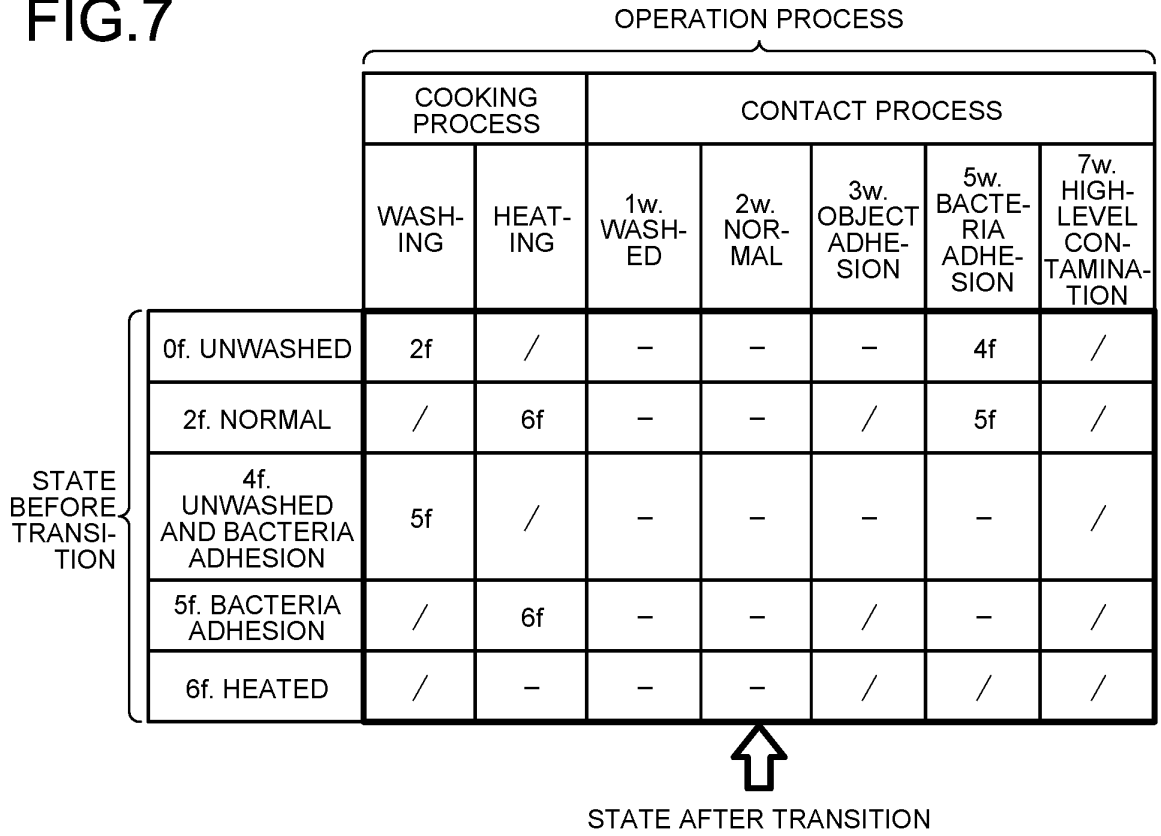 FIG.7
OPERATION PROCESS
COOKING
PROCESS
CONTACT PROCESS
WASH-
ING
HEAT-
ING
1w.
WASH-
ED
2w.
NOR-
MAL
3w.
OBJECT
ADHE-
SION
5w.
BACTE-
RIA
ADHE-
SION
7w.
HIGH-
LEVEL
CON-
TAMINA-
TION
STATE
BEFORE
TRANSI-
TION
0f. UNWASHED 2f / – – – 4f /
2f. NORMAL / 6f – – / 5f /
4f.
UNWASHED
AND BACTERIA
ADHESION
5f / – – – – /
5f. BACTERIA
ADHESION
/ 6f – – / – /
6f. HEATED / – – – / / /
STATE AFTER TRANSITION